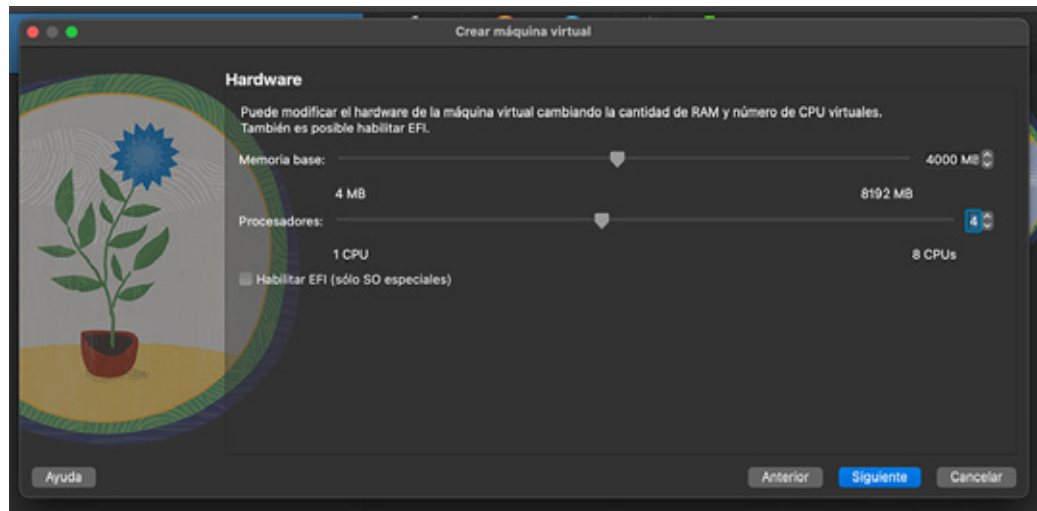 Crear máquina virtual
Hardware
Puede modificar el hardware de la máquina virtual cambiando la cantidad de RAM y número de CPU virtuales.
También es posible habilitar EFI.
Memoria base: 4000 MB
4 MB 8192 MB
Procesadores: 4
1 CPU 8 CPUs
Habilitar EFI (sólo SO especiales)
Ayuda Anterior Siguiente Cancelar